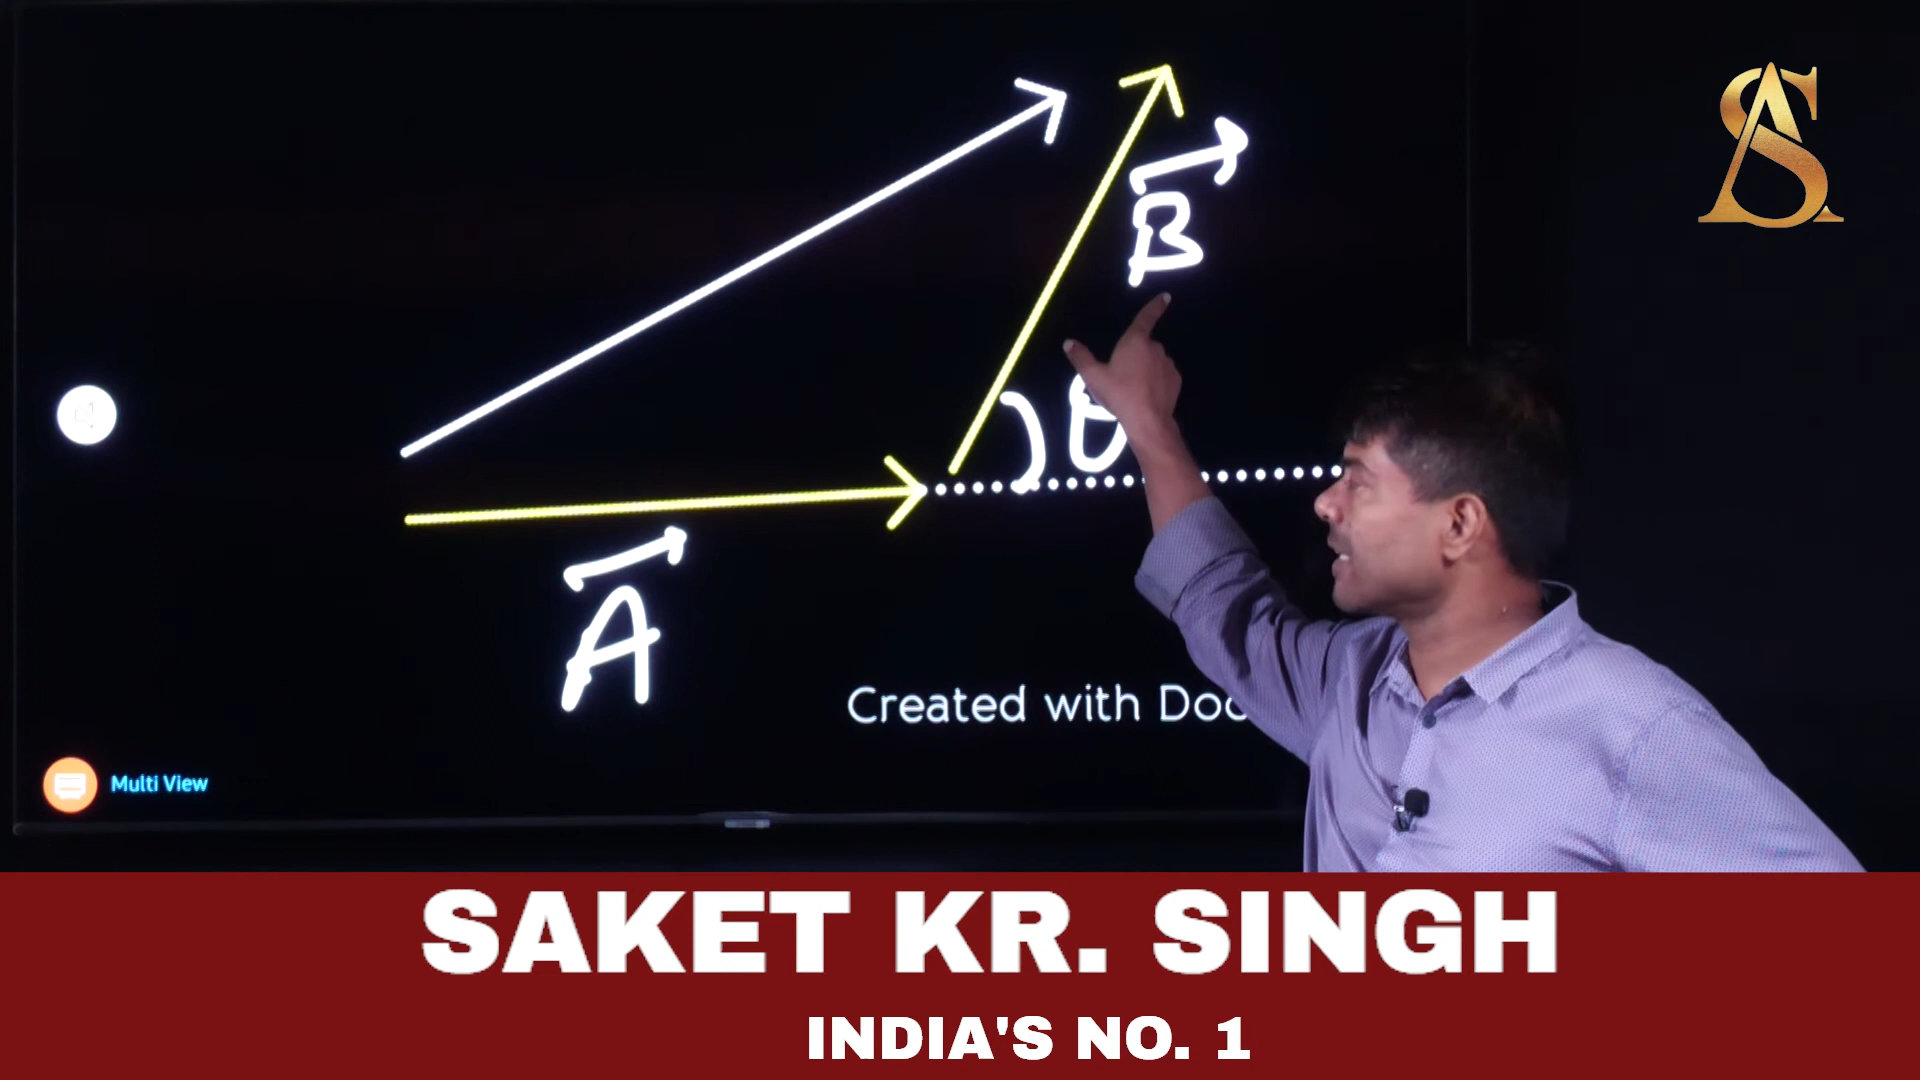 B
θ
A
Created with Doc
Multi View
SAKET KR. SINGH
INDIA'S NO. 1